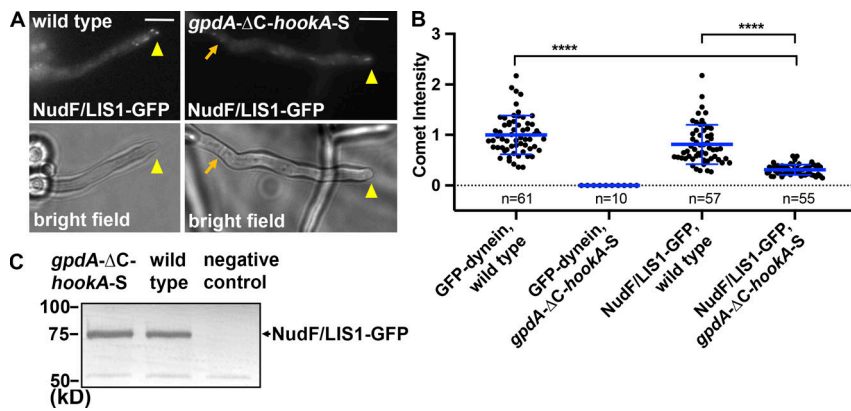 A
wild type
gpdA-ΔC-hookA-S
NudF/LIS1-GFP
NudF/LIS1-GFP
bright field
bright field
B
Comet Intensity
3
2
1
0
****
****
n=61
n=10
n=57
n=55
GFP-dynein,
wild type
GFP-dynein,
gpdA-ΔC-hookA-S
NudF/LIS1-GFP,
wild type
NudF/LIS1-GFP,
gpdA-ΔC-hookA-S
C
gpdA-ΔC-
hookA-S
wild
type
negative
control
100-
75-
50-
(kD)
NudF/LIS1-GFP